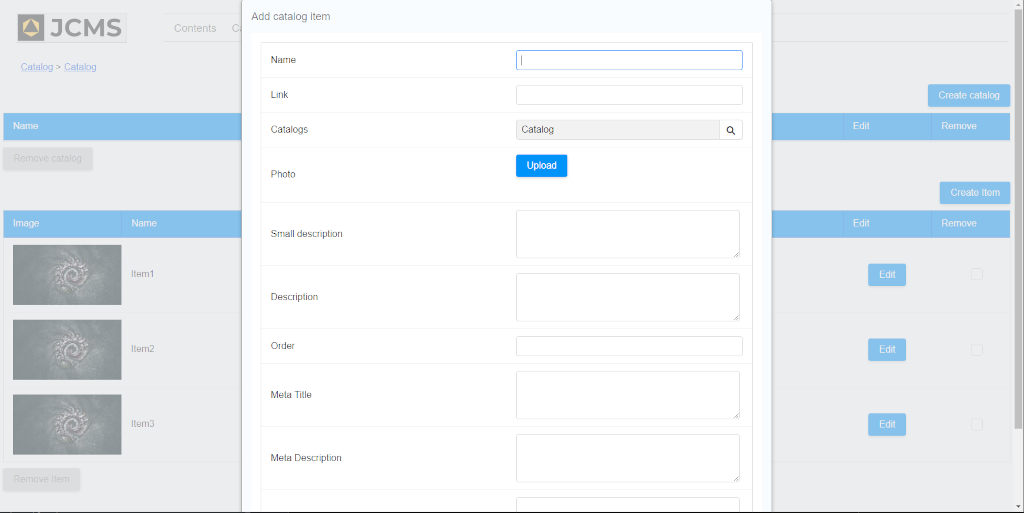 Add catalog item
JCMS
Contents Ca
Catalog > Catalog
Create catalog
Name Edit Remove
Remove catalog
Create Item
Image Name Edit Remove
Item1 Edit
Item2 Edit
Item3 Edit
Remove item
Name
Link
Catalogs Catalog
Photo Upload
Small description
Description
Order
Meta Title
Meta Description